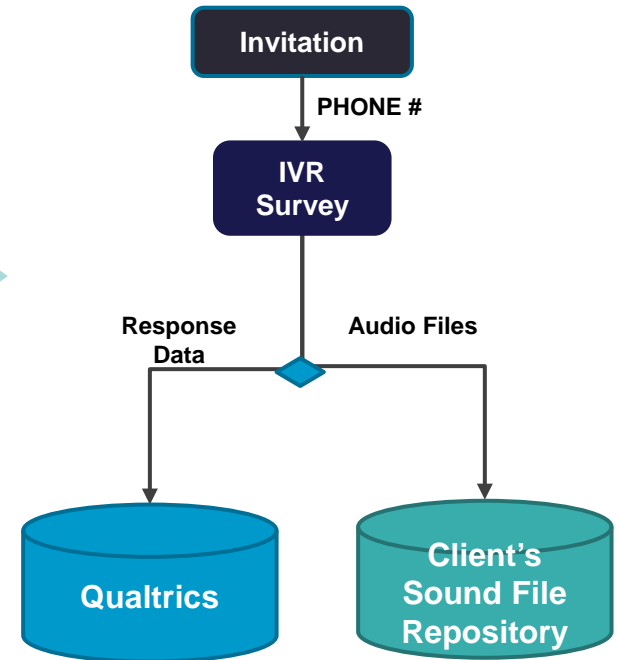 Invitation
PHONE #
IVR
Survey
Response
Data
Audio Files
Qualtrics
Client's
Sound File
Repository